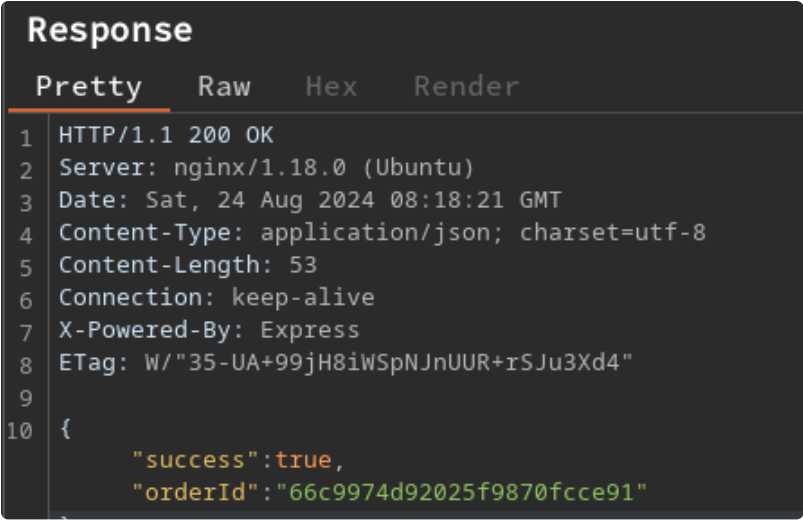 Response
Pretty Raw Hex Render
1 HTTP/1.1 200 OK
2 Server: nginx/1.18.0 (Ubuntu)
3 Date: Sat, 24 Aug 2024 08:18:21 GMT
4 Content-Type: application/json; charset=utf-8
5 Content-Length: 53
6 Connection: keep-alive
7 X-Powered-By: Express
8 ETag: W/"35-UA+99jH8iWSpNJnUUR+rSJu3Xd4"
9
10 {
"success":true,
"orderId":"66c9974d92025f9870fcce91"